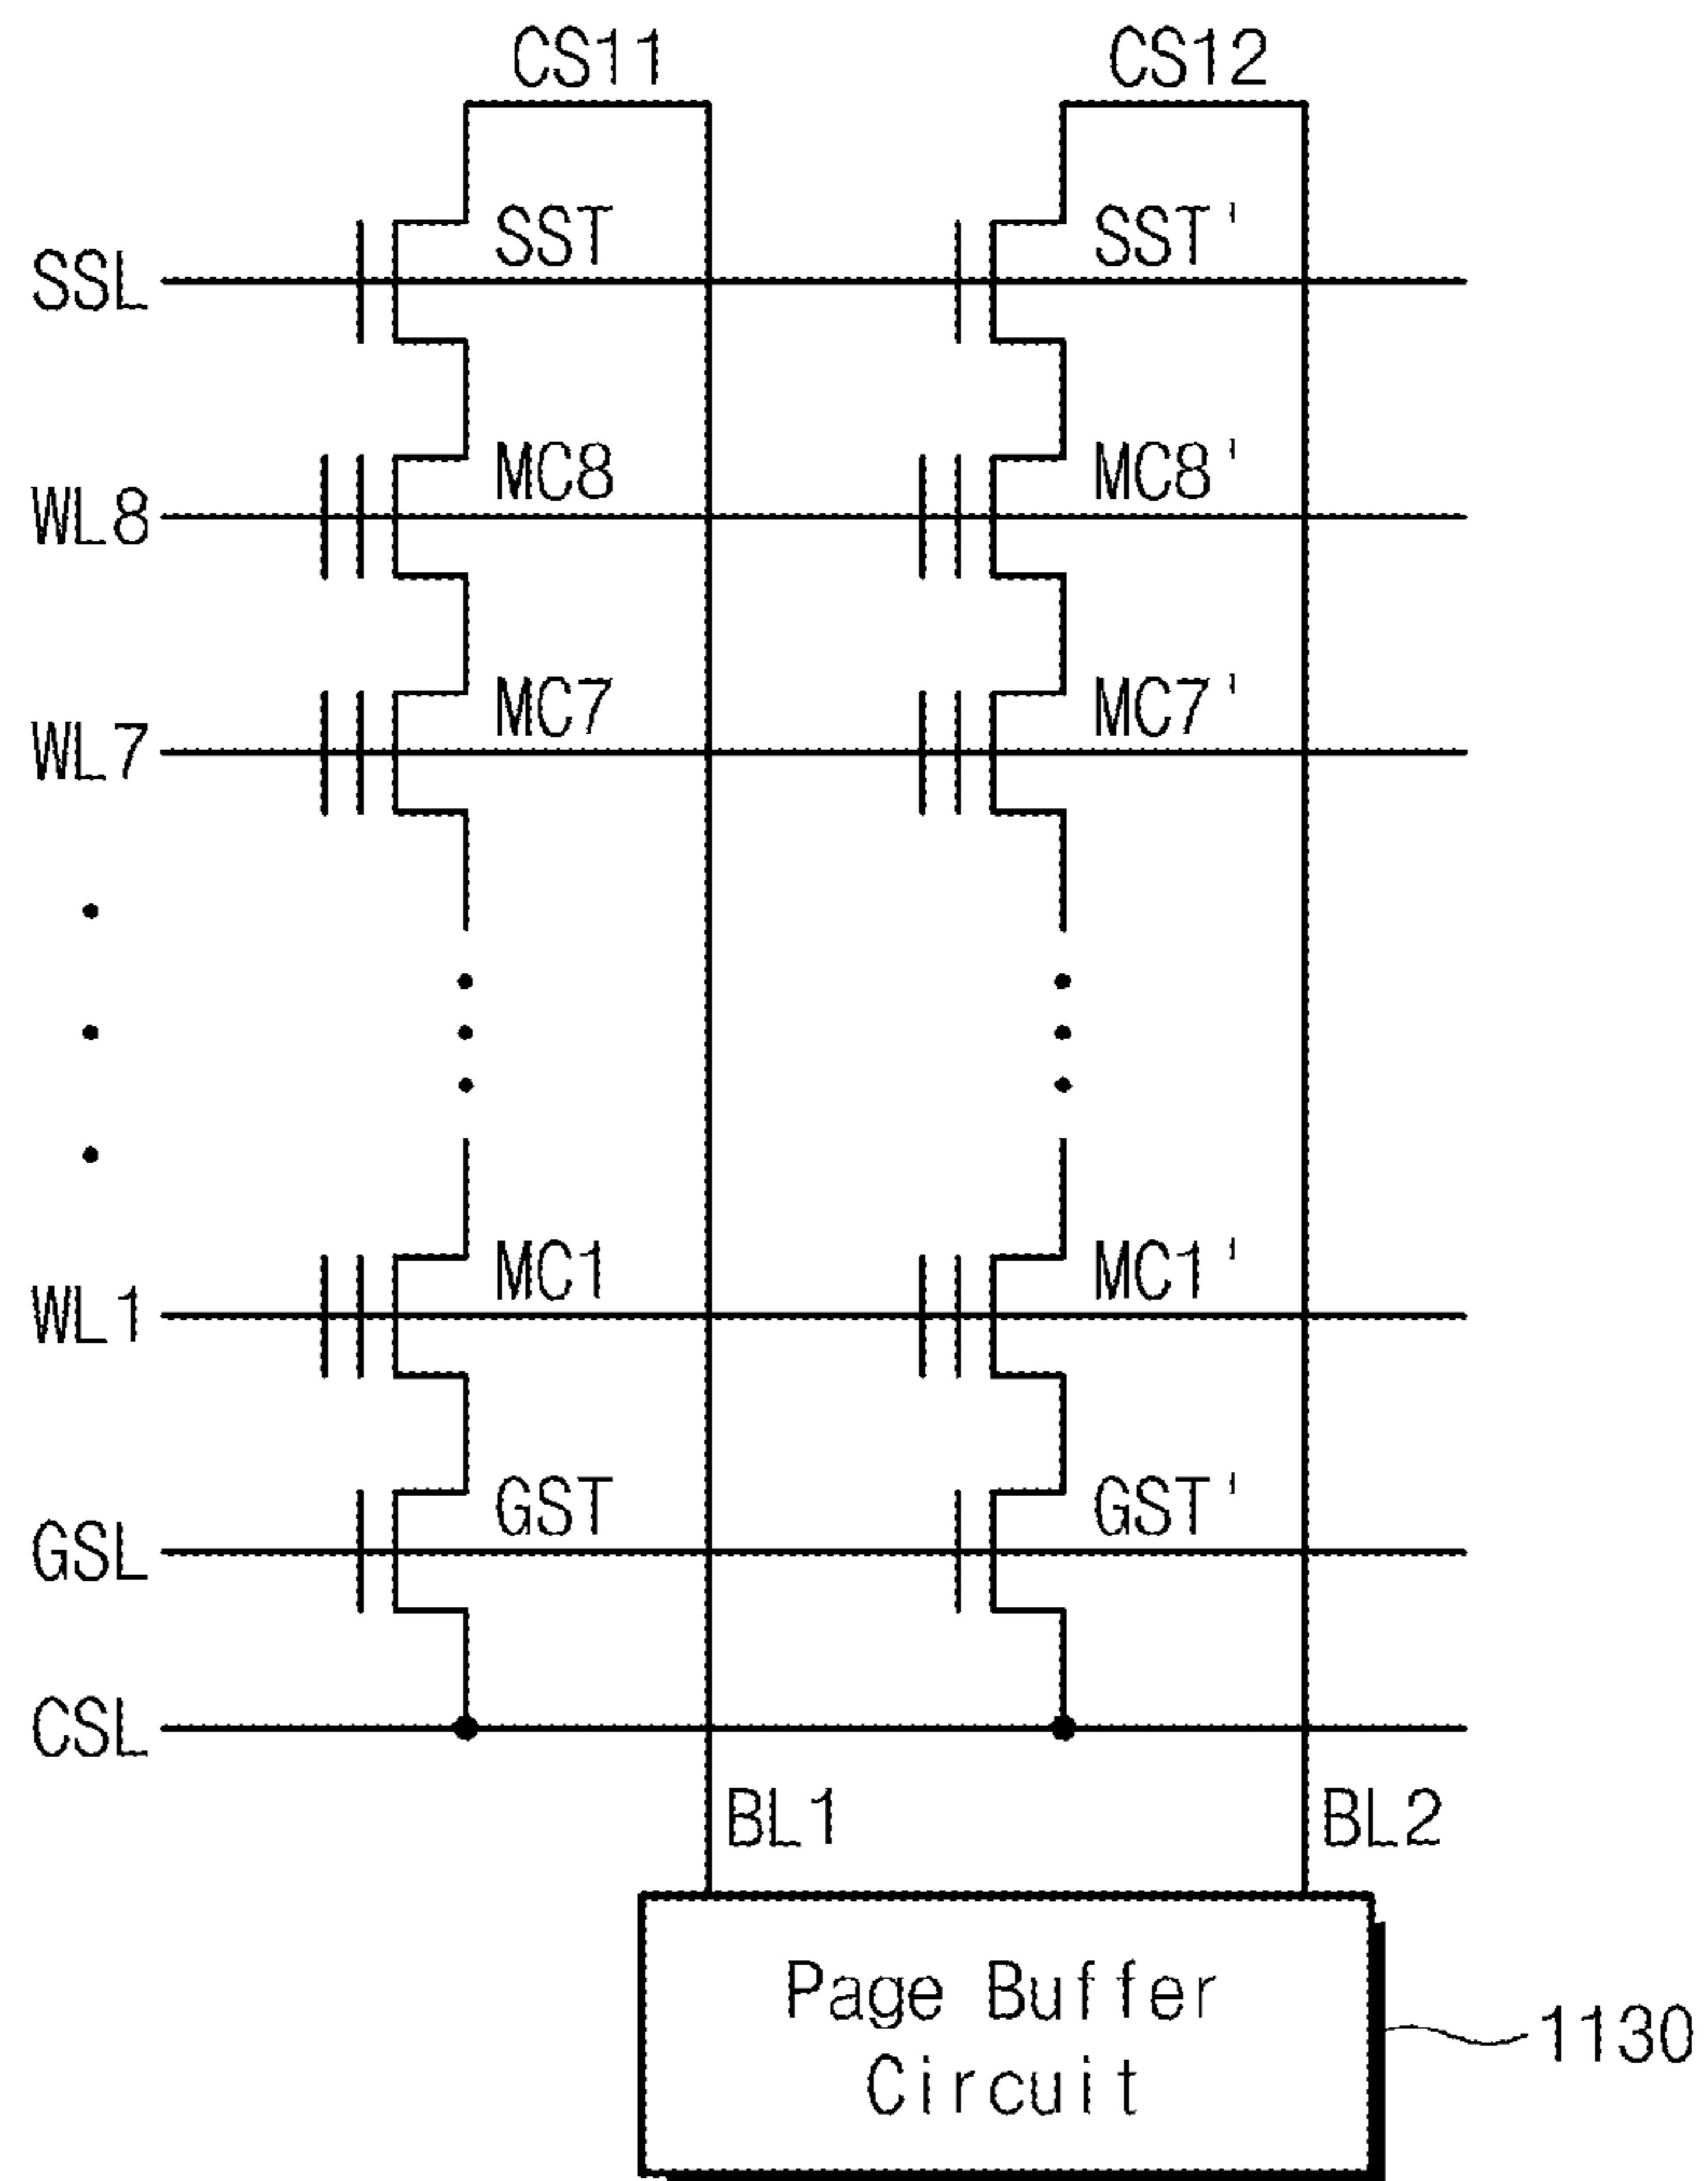 CS11 CS12
SST SST'
SSL
MC8 MC8'
WL8
MC7 MC7'
WL7
MC1 MC1'
WL1
GST GST'
GSL
CSL
BL1 BL2
Page Buffer
Circuit
1130